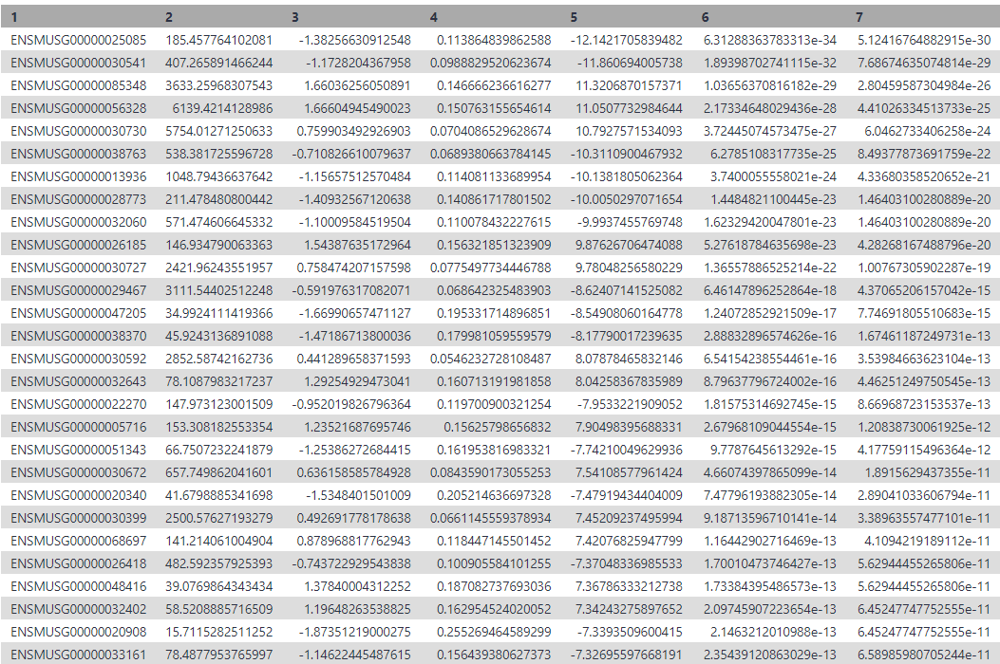 1 2 3 4 5 6 7
ENSMUSG00000025085 185.457764102081 -1.38256630912548 0.113864839862588 -12.1421705839482 6.31288363783313e-34 5.12416764882915e-30
ENSMUSG00000030541 407.265891466244 -1.1728204367958 0.0988829520623674 -11.860694005738 1.89398702741115e-32 7.68674635074814e-29
ENSMUSG00000085348 3633.25968307543 1.66036256050891 0.146666236616277 11.3206870157371 1.03656370816182e-29 2.80459587304984e-26
ENSMUSG00000056328 6139.4214128986 1.66604945490023 0.150763155654614 11.0507732984644 2.17334648029436e-28 4.41026334513733e-25
ENSMUSG00000030730 5754.01271250633 0.759903492926903 0.0704086529628674 10.7927571534093 3.72445074573475e-27 6.0462733406258e-24
ENSMUSG00000038763 538.381725596728 -0.710826610079637 0.0689380663784145 -10.3110900467932 6.2785108317735e-25 8.49377873691759e-22
ENSMUSG00000013936 1048.79436637642 -1.15657512570484 0.114081133689954 -10.1381805062364 3.7400055558021e-24 4.33680358520652e-21
ENSMUSG00000028773 211.478480800442 -1.40932567120638 0.140861717801502 -10.0050297071654 1.4484821100445e-23 1.46403100280889e-20
ENSMUSG00000032060 571.474606645332 -1.10009584519504 0.110078432227615 -9.9937455769748 1.62329420047801e-23 1.46403100280889e-20
ENSMUSG00000026185 146.934790063363 1.54387635172964 0.156321851323909 9.87626706474088 5.27618784635698e-23 4.28268167488796e-20
ENSMUSG00000030727 2421.96243551957 0.758474207157598 0.0775497734446788 9.78048256580229 1.36557886525214e-22 1.00767305902287e-19
ENSMUSG00000029467 3111.54402512248 -0.591976317082071 0.068642325483903 -8.62407141525082 6.46147896252864e-18 4.37065206157042e-15
ENSMUSG00000047205 34.9924111419366 -1.66990657471127 0.195331714896851 -8.54908060164778 1.24072852921509e-17 7.74691805510683e-15
ENSMUSG00000038370 45.9243136891088 -1.47186713800036 0.179981059559579 -8.17790017239635 2.88832896574626e-16 1.67461187249731e-13
ENSMUSG00000030592 2852.58742162736 0.441289658371593 0.0546232728108487 8.07878465832146 6.54154238554461e-16 3.53984663623104e-13
ENSMUSG00000032643 78.1087983217237 1.29254929473041 0.160713191981858 8.04258367835989 8.79637796724002e-16 4.46251249750545e-13
ENSMUSG00000022270 147.973123001509 -0.952019826796364 0.119700900321254 -7.9533221909052 1.81575314692745e-15 8.66968723153537e-13
ENSMUSG00000005716 153.308182553354 1.23521687695746 0.15625798656832 7.90498395688331 2.6796810904455​4e-15 1.20838730061925e-12
ENSMUSG00000051343 66.7507232241879 -1.25386272684415 0.161953816983321 -7.74210049629936 9.7787645613292e-15 4.17759115496364e-12
ENSMUSG00000030672 657.749862041601 0.636158585784928 0.0843590173055253 7.54108577961424 4.66074397865099e-14 1.8915629437355e-11
ENSMUSG00000020340 41.6798885341698 -1.5348401501009 0.205214636697328 -7.47919434404009 7.47796193882305e-14 2.89041033606794e-11
ENSMUSG00000030399 2500.57627193279 0.492691778178638 0.0661145559378934 7.45209237495994 9.18713596710141e-14 3.38963557477101e-11
ENSMUSG00000068697 141.214061004904 0.878968817762943 0.118447145501452 7.42076825947799 1.16442902716469e-13 4.1094219189112e-11
ENSMUSG00000026418 482.592357925393 -0.743722929543838 0.100905584101255 -7.37048336985533 1.70010473746427e-13 5.62944455265806e-11
ENSMUSG00000048416 39.0769864343434 1.37840004312252 0.187082737693036 7.36786333212738 1.73384395486573e-13 5.62944455265806e-11
ENSMUSG00000032402 58.5208885716509 1.19648263538825 0.162954524020052 7.34243275897652 2.09745907223654e-13 6.45247747752555e-11
ENSMUSG00000020908 15.7115282511252 -1.87351219000275 0.255269464589299 -7.3393509600415 2.1463212010988e-13 6.45247747752555e-11
ENSMUSG00000033161 78.4877953765997 -1.14622445487615 0.156439380627373 -7.32695597668191 2.35439120863029e-13 6.58985980705244e-11